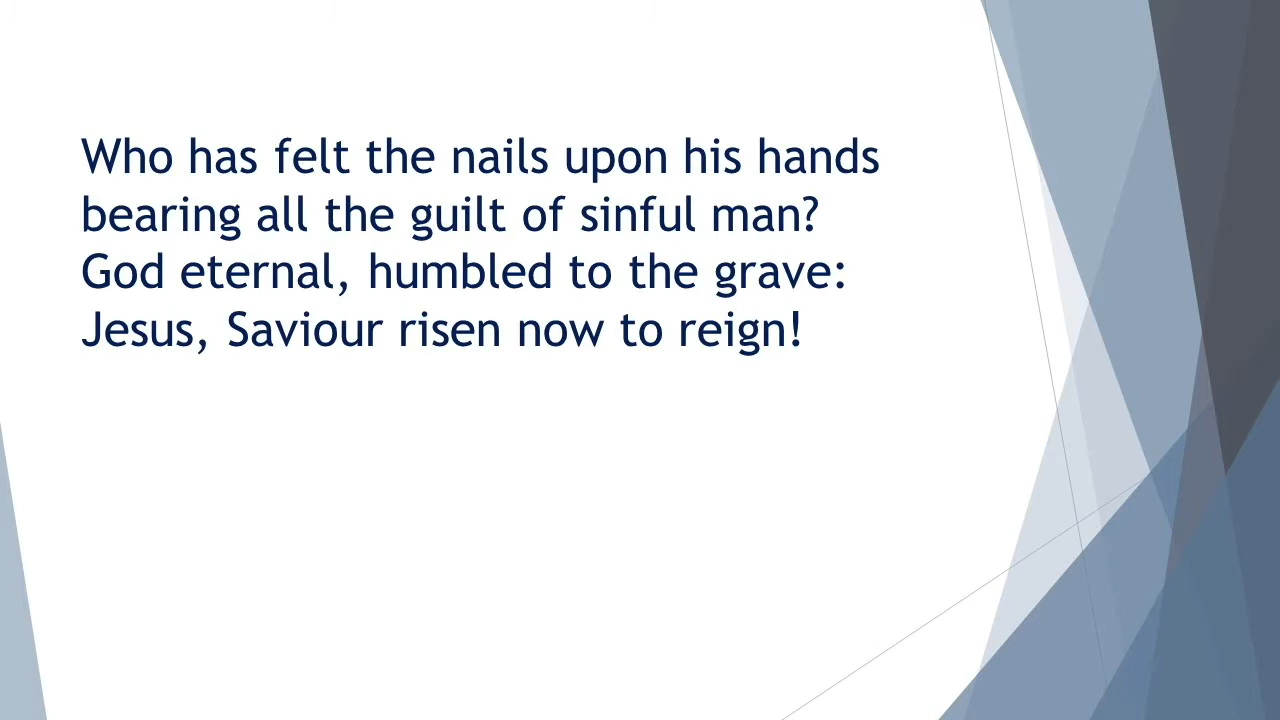 Who has felt the nails upon his hands
bearing all the guilt of sinful man?
God eternal, humbled to the grave:
Jesus, Saviour risen now to reign!